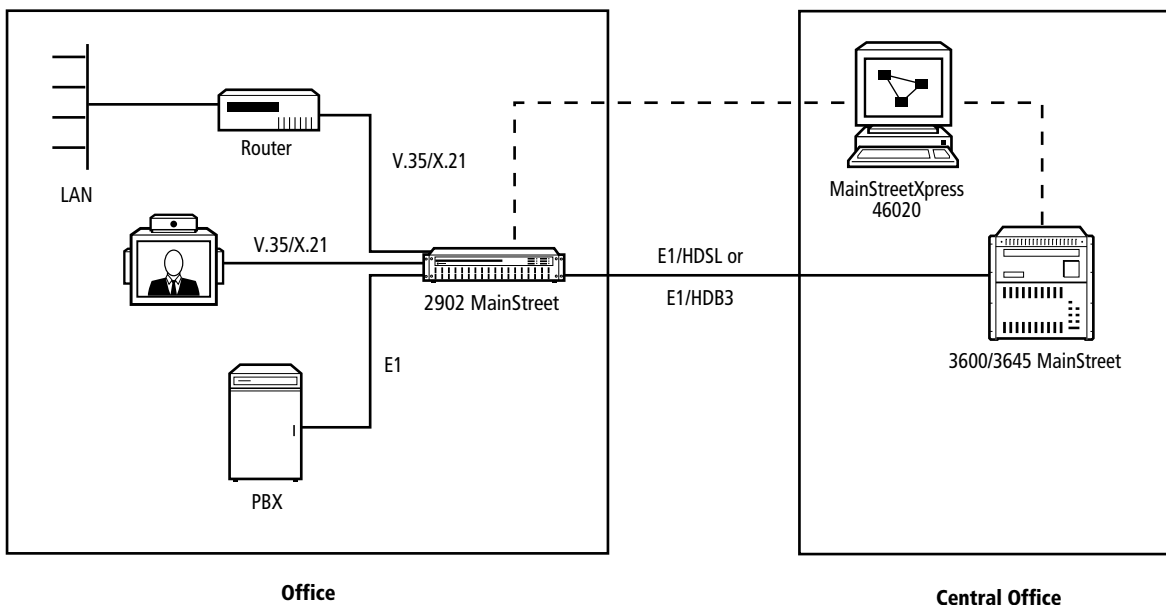 Router
LAN
V.35/X.21
V.35/X.21
2902 MainStreet
E1
PBX
E1/HDSL or
E1/HDB3
MainStreetXpress
46020
3600/3645 MainStreet
Office
Central Office